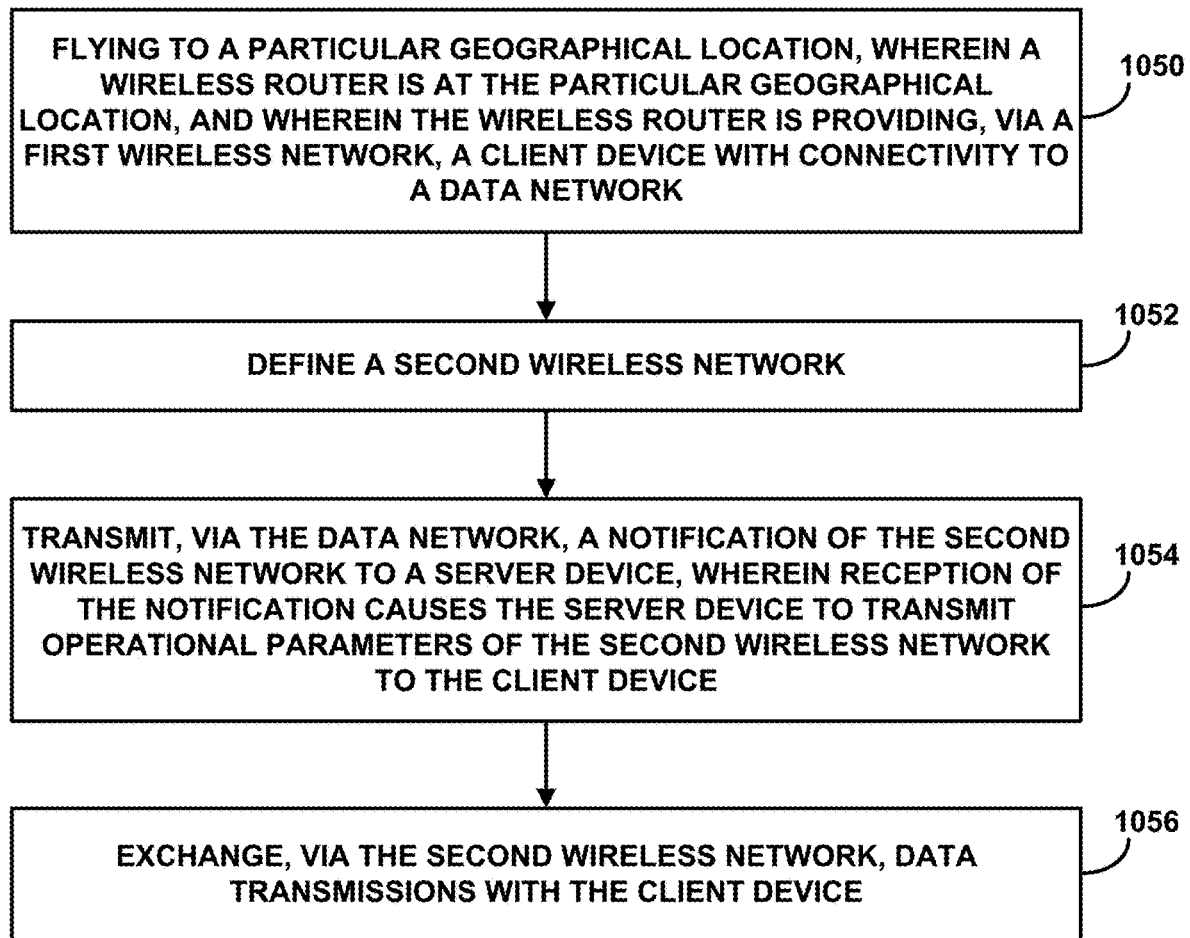 FLYING TO A PARTICULAR GEOGRAPHICAL LOCATION, WHEREIN A
WIRELESS ROUTER IS AT THE PARTICULAR GEOGRAPHICAL
LOCATION, AND WHEREIN THE WIRELESS ROUTER IS PROVIDING, VIA A
FIRST WIRELESS NETWORK, A CLIENT DEVICE WITH CONNECTIVITY TO
A DATA NETWORK
1050
DEFINE A SECOND WIRELESS NETWORK
1052
TRANSMIT, VIA THE DATA NETWORK, A NOTIFICATION OF THE SECOND
WIRELESS NETWORK TO A SERVER DEVICE, WHEREIN RECEPTION OF
THE NOTIFICATION CAUSES THE SERVER DEVICE TO TRANSMIT
OPERATIONAL PARAMETERS OF THE SECOND WIRELESS NETWORK
TO THE CLIENT DEVICE
1054
EXCHANGE, VIA THE SECOND WIRELESS NETWORK, DATA
TRANSMISSIONS WITH THE CLIENT DEVICE
1056